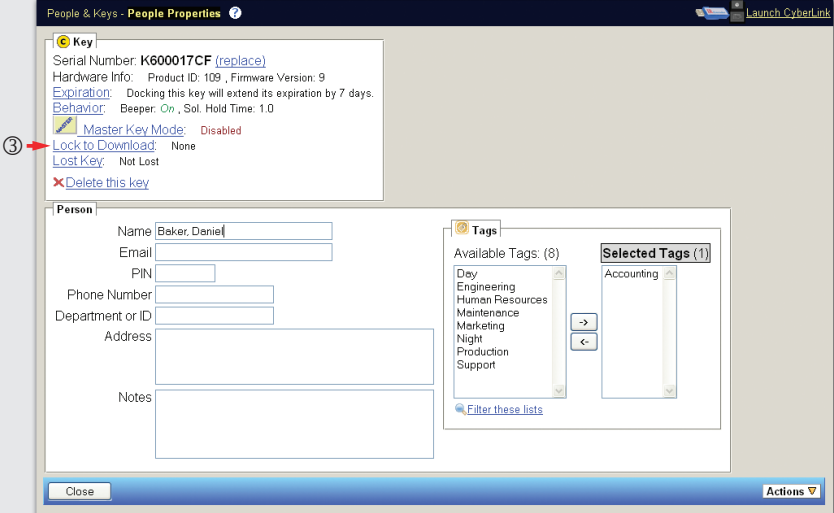 People & Keys - People Properties ?
Launch CyberLink
C Key
Serial Number: K600017CF (replace)
Hardware Info: Product ID: 109 , Firmware Version: 9
Expiration: Docking this key will extend its expiration by 7 days.
Behavior: Beeper: On , Sol. Hold Time: 1.0
MASTER Master Key Mode: Disabled
③ Lock to Download: None
Lost Key: Not Lost
Delete this key
Person
Name Baker, Daniel
Email
PIN
Phone Number
Department or ID
Address
Notes
Tags
Available Tags: (8)
Day
Engineering
Human Resources
Maintenance
Marketing
Night
Production
Support
->
<-
Selected Tags (1)
Accounting
Filter these lists
Close
Actions